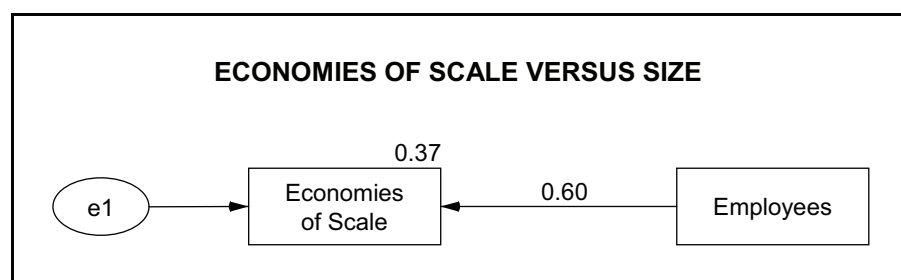 ECONOMIES OF SCALE VERSUS SIZE
0.37
e1
Economies
of Scale
0.60
Employees